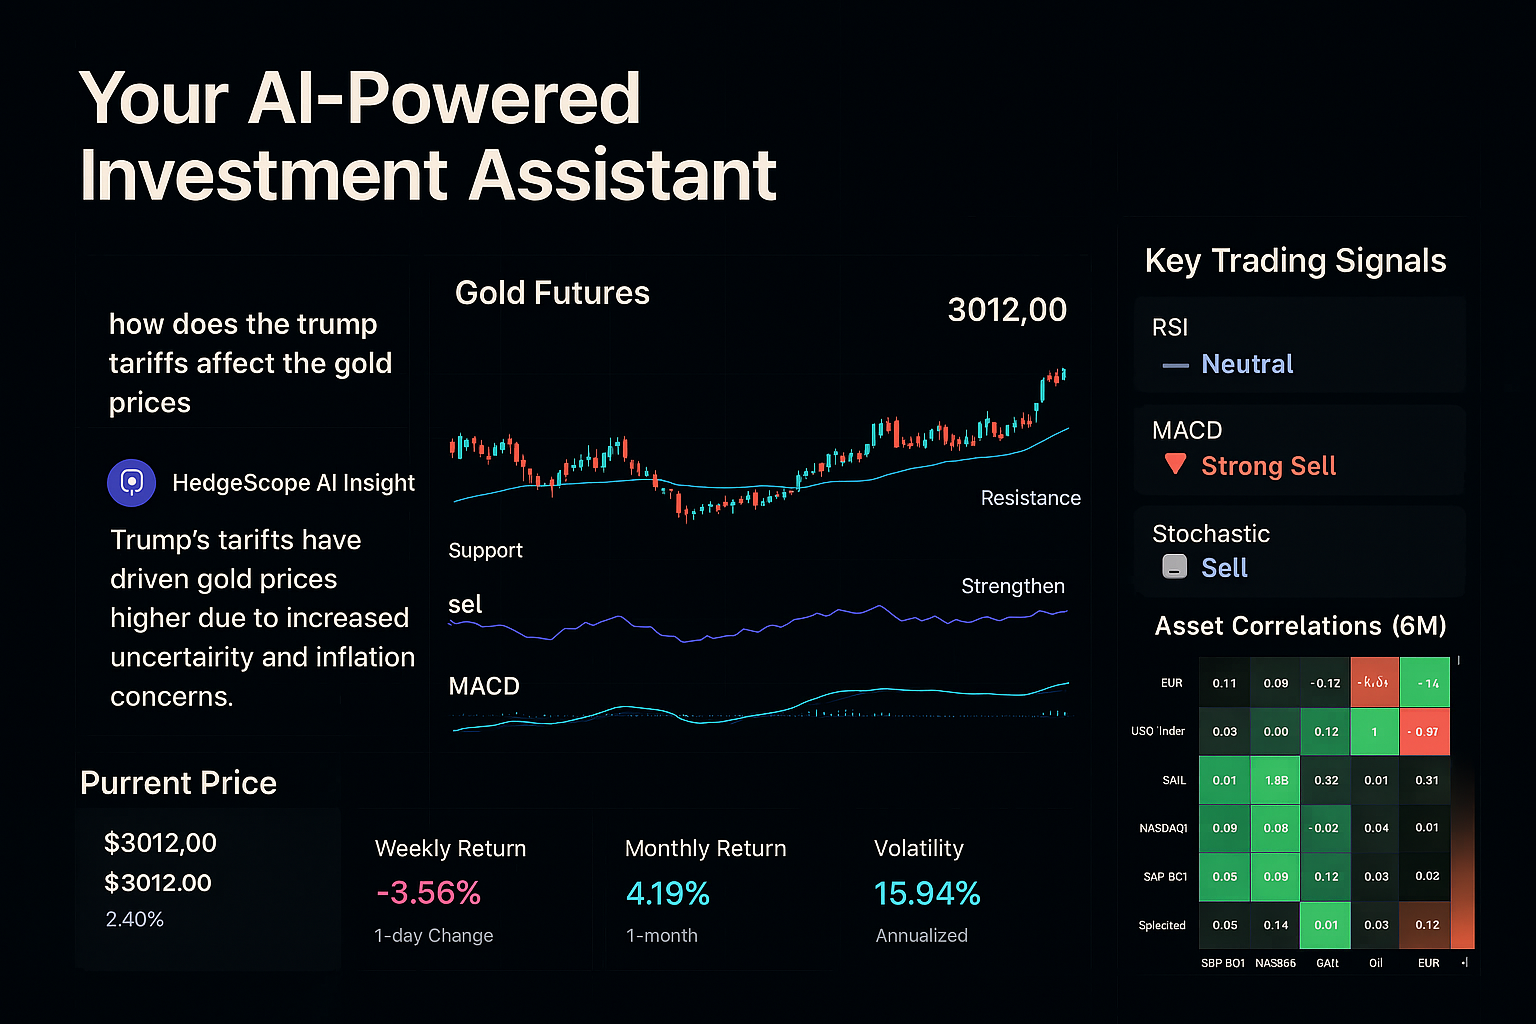 Your AI-Powered
Investment Assistant
how does the trump
tariffs affect the gold
prices
HedgeScope AI Insight
Trump's tarifts have
driven gold prices
higher due to increased
uncertairity and inflation
concerns.
Gold Futures
3012,00
Resistance
Support
Strengthen
sel
MACD
Purrent Price
$3012,00
$3012.00
2.40%
Weekly Return
-3.56%
1-day Change
Monthly Return
4.19%
1-month
Volatility
15.94%
Annualized
Key Trading Signals
RSI
Neutral
MACD
Strong Sell
Stochastic
Sell
Asset Correlations (6M)
EUR 0.11 0.09 -0.12 -14
USO 'Inder 0.03 0.00 0.12 1 -0.97
SAIL 0.01 1.8B 0.32 0.01 0.31
NASDAQ1 0.09 0.08 -0.02 0.04 0.01
SAP BC1 0.05 0.09 0.12 0.03 0.02
Splecited 0.05 0.14 0.01 0.03 0.12
SBP BO1 NAS866 GAlt Oil EUR